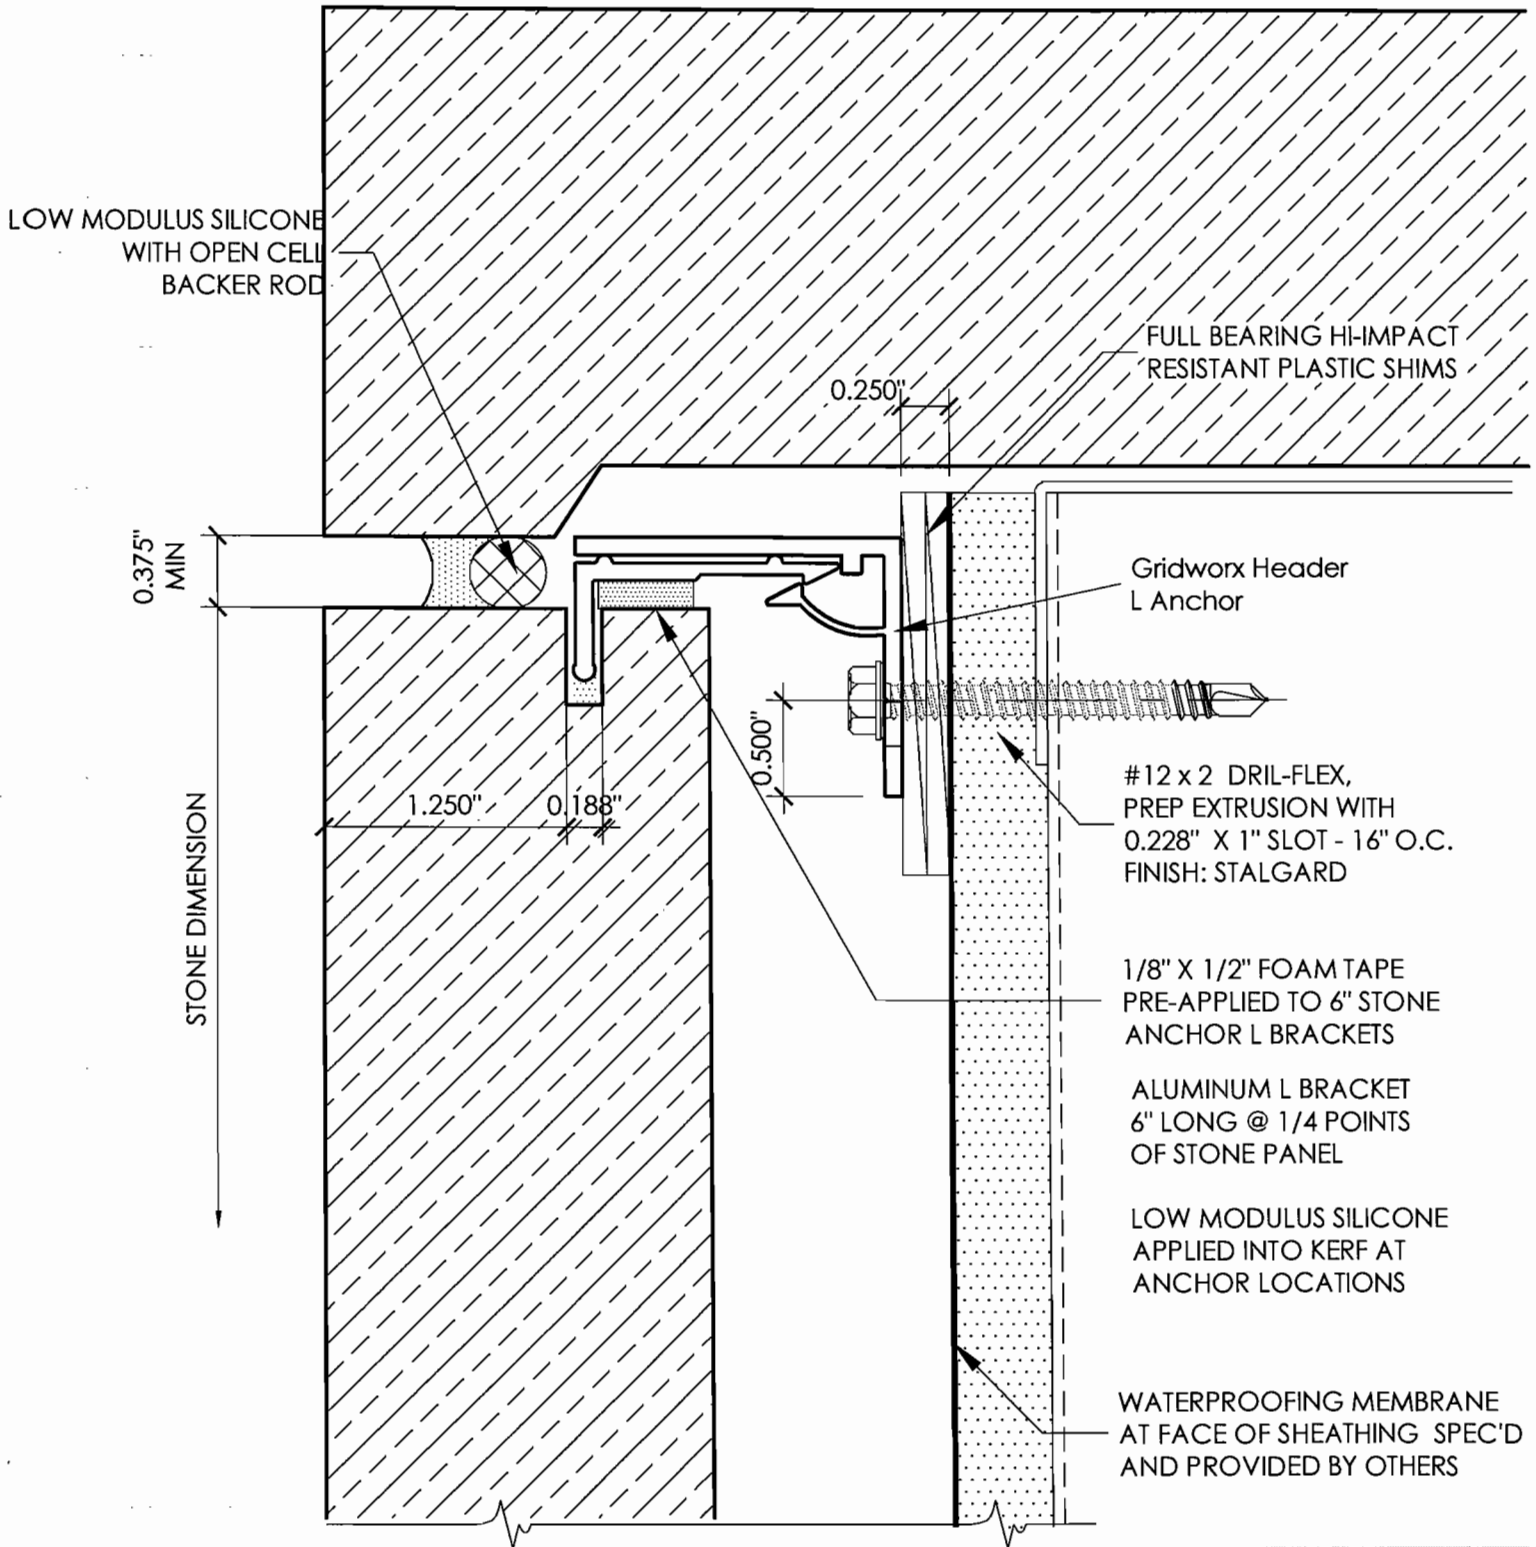 LOW MODULUS SILICONE
WITH OPEN CELL
BACKER ROD
FULL BEARING HI-IMPACT
RESISTANT PLASTIC SHIMS
0.250"
0.375"
MIN
Gridworx Header
L Anchor
0.500"
#12 x 2 DRIL-FLEX,
PREP EXTRUSION WITH
0.228" X 1" SLOT - 16" O.C.
FINISH: STALGARD
1.250"
0.188"
STONE DIMENSION
1/8" X 1/2" FOAM TAPE
PRE-APPLIED TO 6" STONE
ANCHOR L BRACKETS
ALUMINUM L BRACKET
6" LONG @ 1/4 POINTS
OF STONE PANEL
LOW MODULUS SILICONE
APPLIED INTO KERF AT
ANCHOR LOCATIONS
WATERPROOFING MEMBRANE
AT FACE OF SHEATHING SPEC'D
AND PROVIDED BY OTHERS